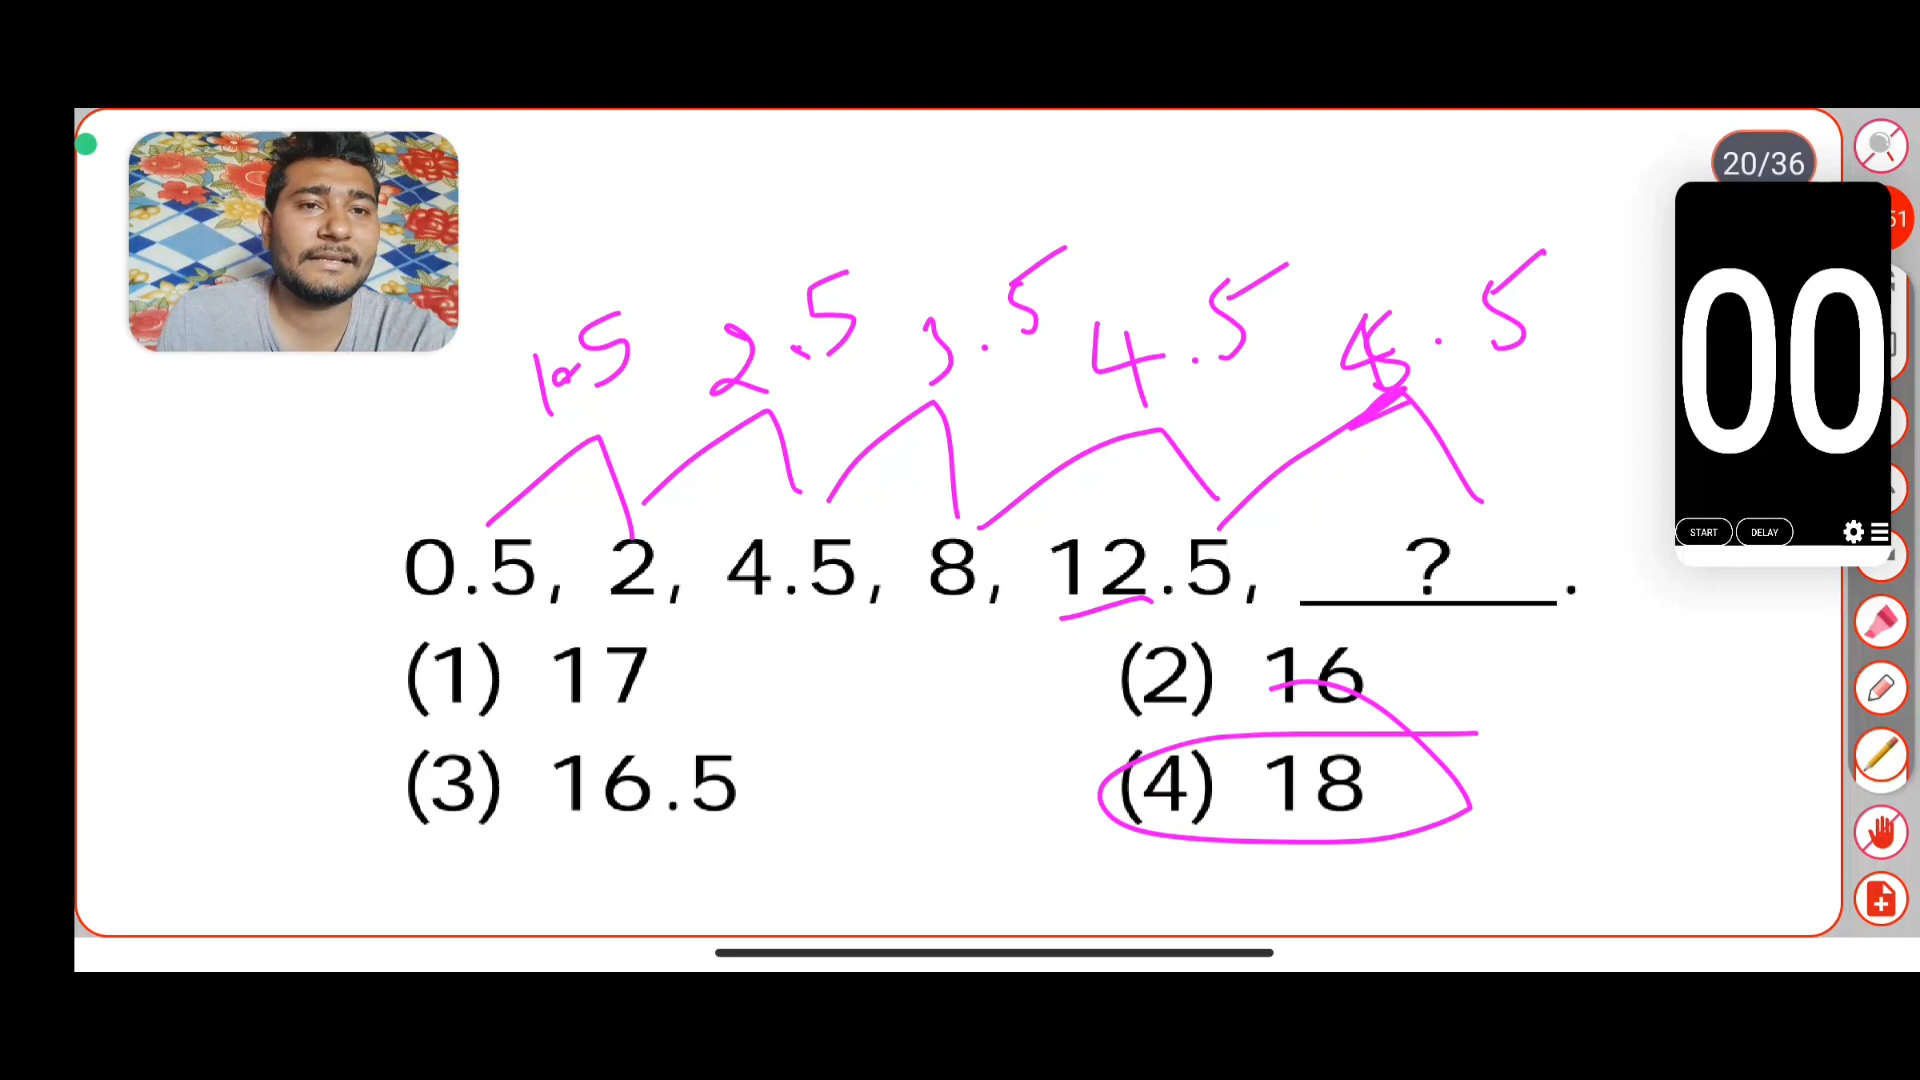 20/36
51
00
START DELAY
1.5 2.5 3.5 4.5 5.5
0.5, 2, 4.5, 8, 12.5, ? .
(1) 17 (2) 16
(3) 16.5 (4) 18